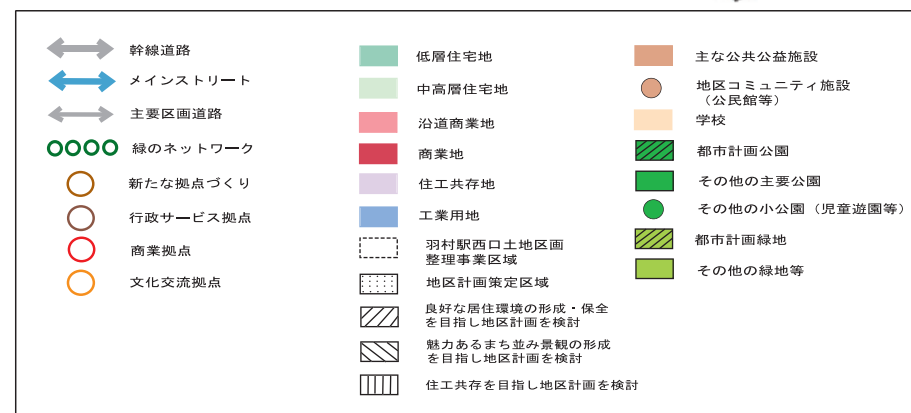 幹線道路
メインストリート
主要区画道路
緑のネットワーク
新たな拠点づくり
行政サービス拠点
商業拠点
文化交流拠点
低層住宅地
中高層住宅地
沿道商業地
商業地
住工共存地
工業用地
羽村駅西口土地区画
整理事業区域
地区計画策定区域
良好な居住環境の形成・保全
を目指し地区計画を検討
魅力あるまち並み景観の形成
を目指し地区計画を検討
住工共存を目指し地区計画を検討
主な公共公益施設
地区コミュニティ施設
（公民館等）
学校
都市計画公園
その他の主要公園
その他の小公園（児童遊園等）
都市計画緑地
その他の緑地等